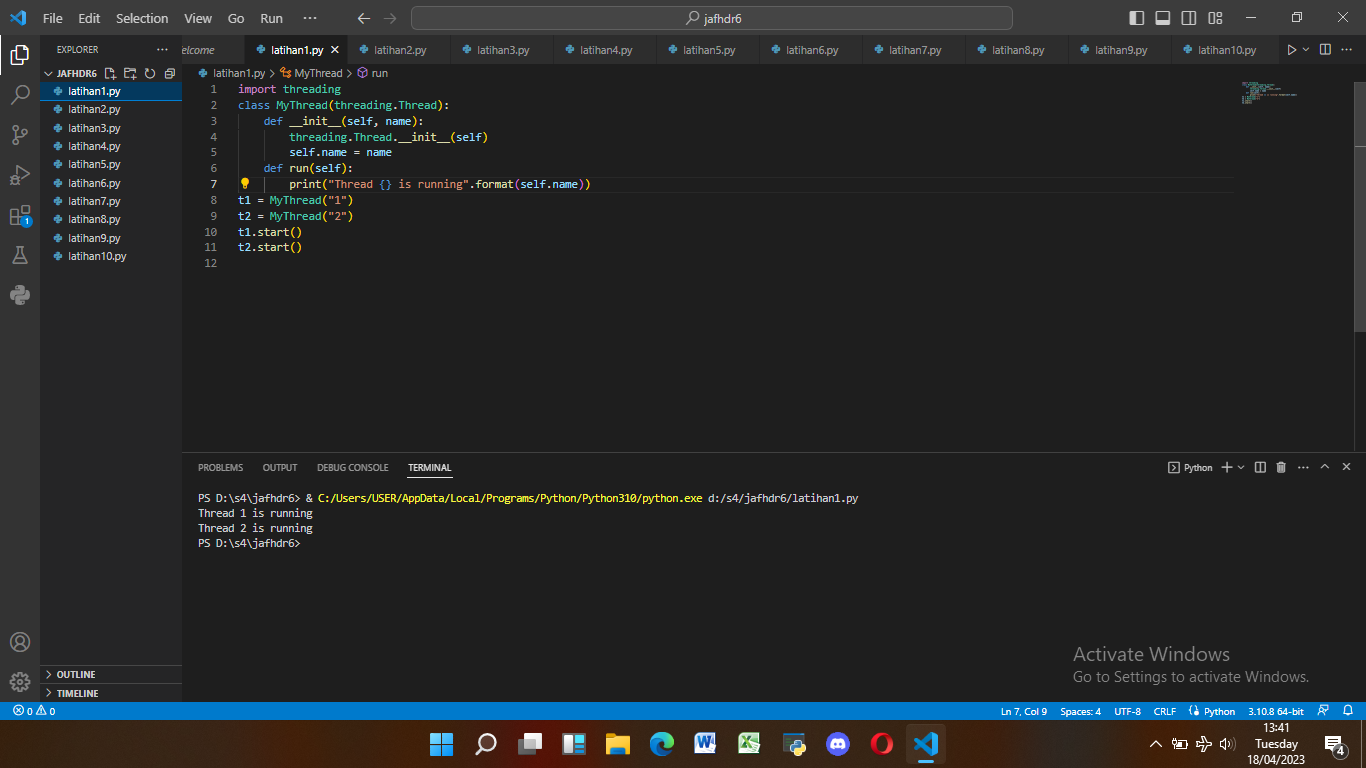 File Edit Selection View Go Run ··· jafhdr6
EXPLORER ···
elcome latihan1.py latihan2.py latihan3.py latihan4.py latihan5.py latihan6.py latihan7.py latihan8.py latihan9.py latihan10.py
JAFHDR6
latihan1.py
latihan2.py
latihan3.py
latihan4.py
latihan5.py
latihan6.py
latihan7.py
latihan8.py
latihan9.py
latihan10.py
1
OUTLINE
TIMELINE
latihan1.py > MyThread > run
1 import threading
2 class MyThread(threading.Thread):
3     def __init__(self, name):
4         threading.Thread.__init__(self)
5         self.name = name
6     def run(self):
7         print("Thread {} is running".format(self.name))
8 t1 = MyThread("1")
9 t2 = MyThread("2")
10 t1.start()
11 t2.start()
12
PROBLEMS OUTPUT DEBUG CONSOLE TERMINAL Python
PS D:\s4\jafhdr6> & C:/Users/USER/AppData/Local/Programs/Python/Python310/python.exe d:/s4/jafhdr6/latihan1.py
Thread 1 is running
Thread 2 is running
PS D:\s4\jafhdr6>
Activate Windows
Go to Settings to activate Windows.
0 0 Ln 7, Col 9 Spaces: 4 UTF-8 CRLF Python 3.10.8 64-bit
13:41
Tuesday
18/04/2023
4